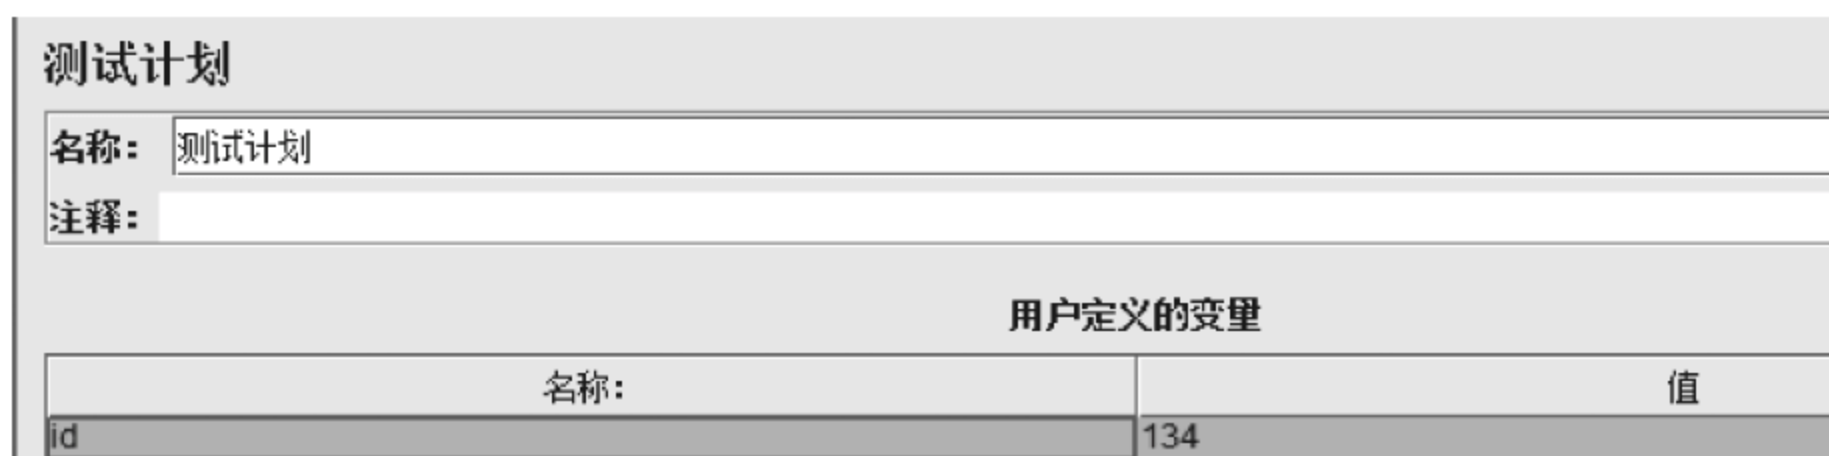 测试计划
名称： 测试计划
注释：
用户定义的变量
名称： 值
id 134